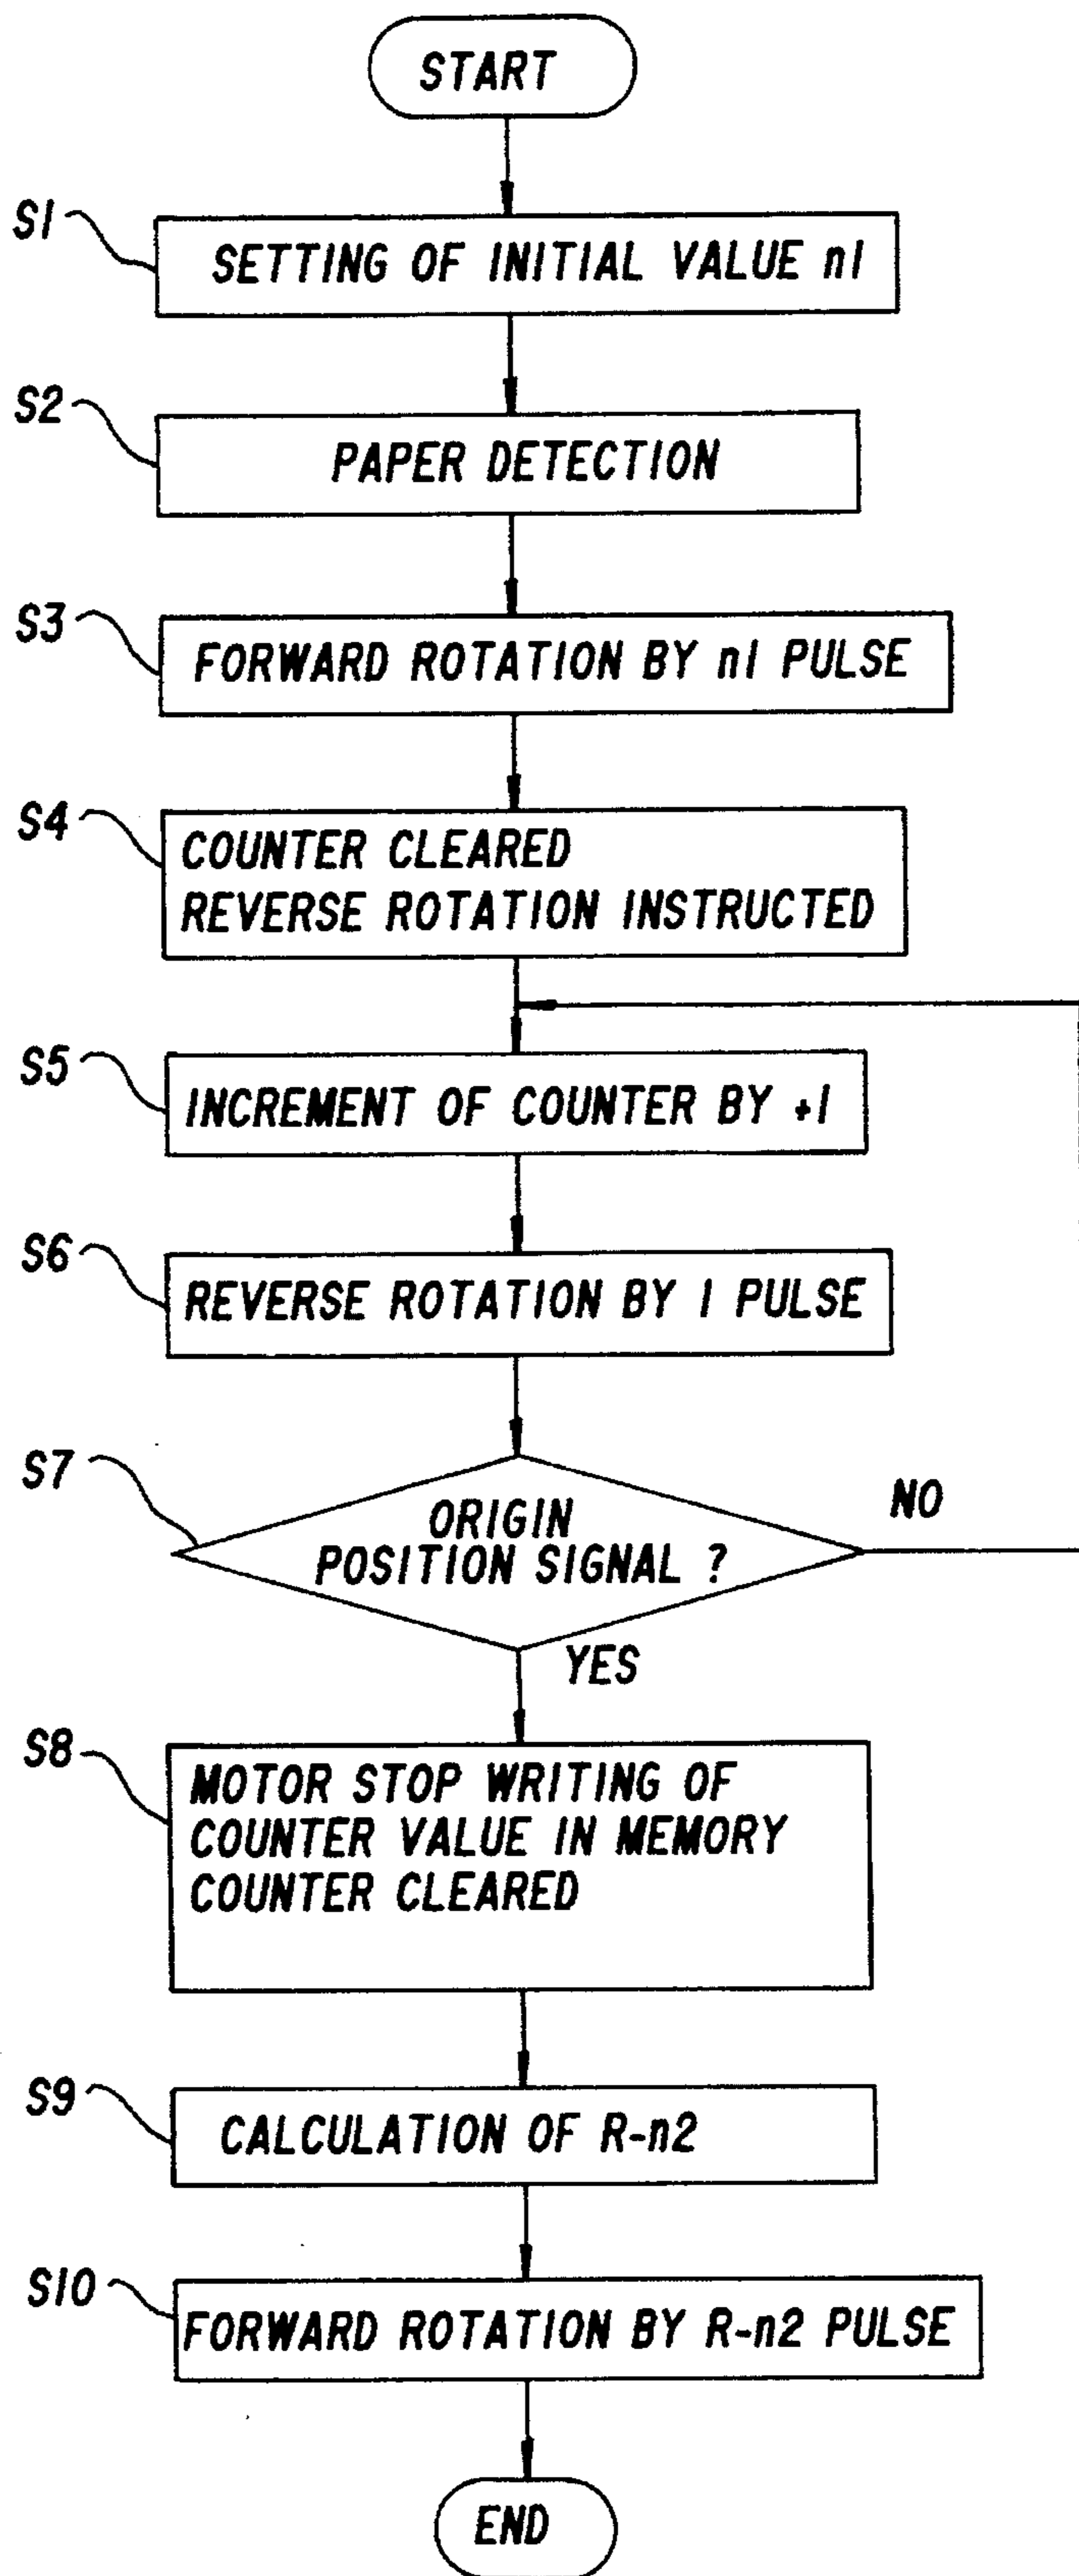 START
S1
SETTING OF INITIAL VALUE n1
S2
PAPER DETECTION
S3
FORWARD ROTATION BY n1 PULSE
S4
COUNTER CLEARED
REVERSE ROTATION INSTRUCTED
S5
INCREMENT OF COUNTER BY +1
S6
REVERSE ROTATION BY 1 PULSE
S7
ORIGIN
POSITION SIGNAL ?
NO
YES
S8
MOTOR STOP WRITING OF
COUNTER VALUE IN MEMORY
COUNTER CLEARED
S9
CALCULATION OF R-n2
S10
FORWARD ROTATION BY R-n2 PULSE
END